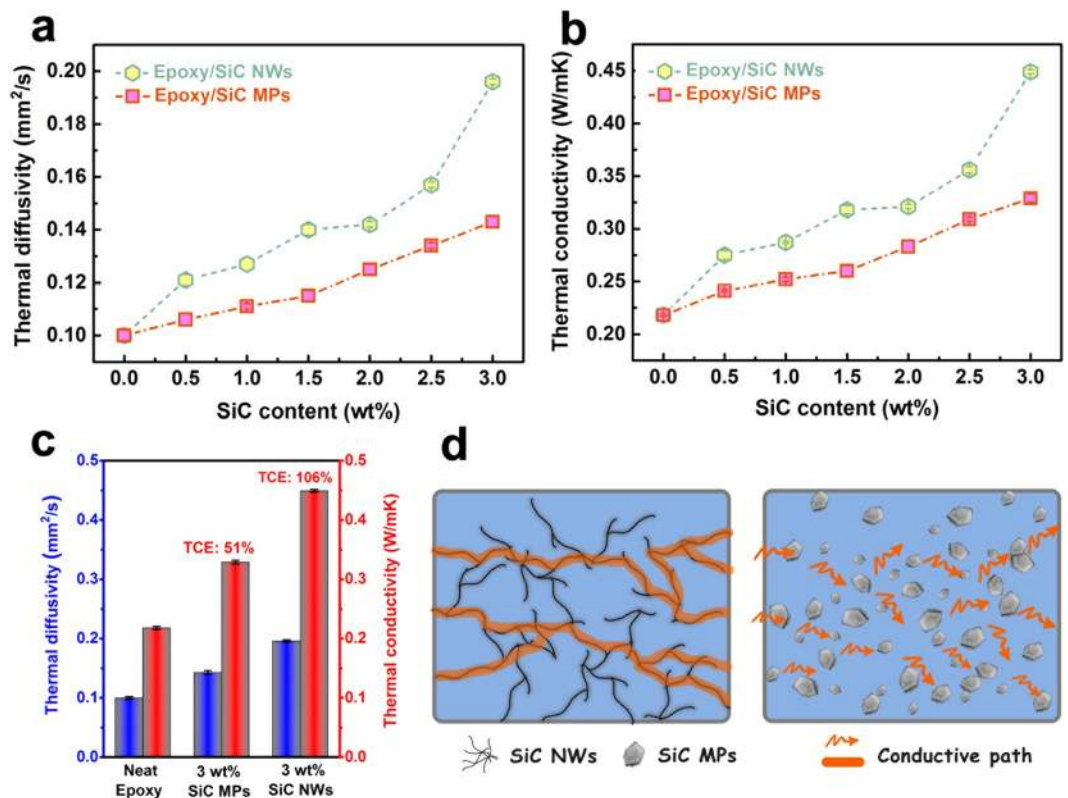 a
Thermal diffusivity (mm²/s)
0.20
0.18
0.16
0.14
0.12
0.10
Epoxy/SiC NWs
Epoxy/SiC MPs
0.0 0.5 1.0 1.5 2.0 2.5 3.0
SiC content (wt%)
b
Thermal conductivity (W/mK)
0.45
0.40
0.35
0.30
0.25
0.20
Epoxy/SiC NWs
Epoxy/SiC MPs
0.0 0.5 1.0 1.5 2.0 2.5 3.0
SiC content (wt%)
c
Thermal diffusivity (mm²/s)
0.5
0.4
0.3
0.2
0.1
0.0
TCE: 51%
TCE: 106%
0.5
0.4
0.3
0.2
0.1
0.0
Thermal conductivity (W/mK)
Neat 3 wt% 3 wt%
Epoxy SiC MPs SiC NWs
d
SiC NWs SiC MPs Conductive path